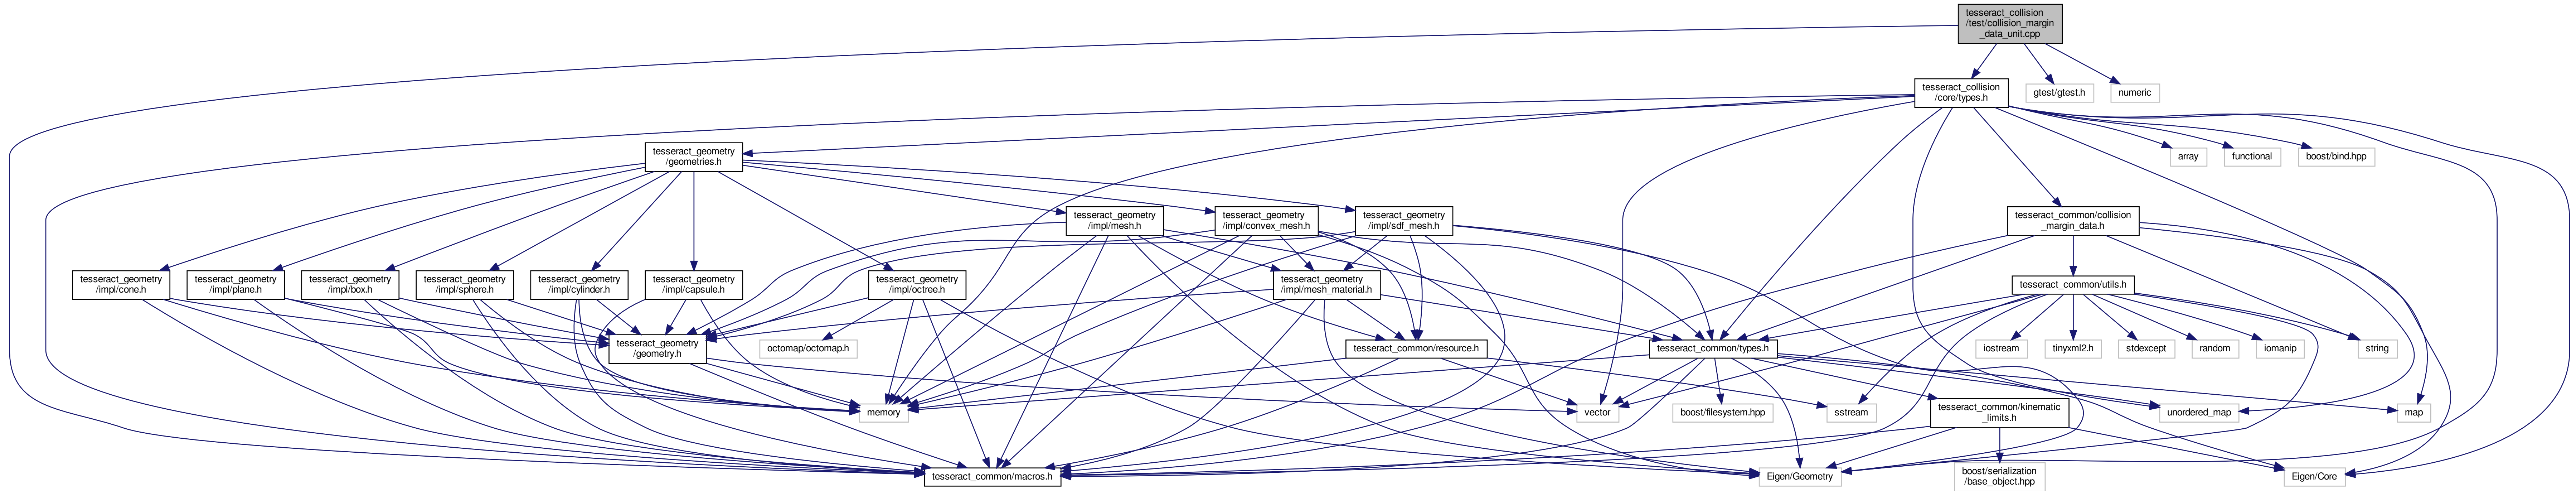 tesseract_collision
/test/collision_margin
_data_unit.cpp
tesseract_collision
/core/types.h
gtest/gtest.h
numeric
tesseract_geometry
/geometries.h
array
functional
boost/bind.hpp
tesseract_geometry
/impl/mesh.h
tesseract_geometry
/impl/convex_mesh.h
tesseract_geometry
/impl/sdf_mesh.h
tesseract_common/collision
_margin_data.h
tesseract_geometry
/impl/cone.h
tesseract_geometry
/impl/plane.h
tesseract_geometry
/impl/box.h
tesseract_geometry
/impl/sphere.h
tesseract_geometry
/impl/cylinder.h
tesseract_geometry
/impl/capsule.h
tesseract_geometry
/impl/octree.h
tesseract_geometry
/impl/mesh_material.h
tesseract_common/utils.h
tesseract_geometry
/geometry.h
octomap/octomap.h
tesseract_common/resource.h
tesseract_common/types.h
iostream
tinyxml2.h
stdexcept
random
iomanip
string
memory
vector
boost/filesystem.hpp
sstream
tesseract_common/kinematic
_limits.h
unordered_map
map
tesseract_common/macros.h
Eigen/Geometry
boost/serialization
/base_object.hpp
Eigen/Core